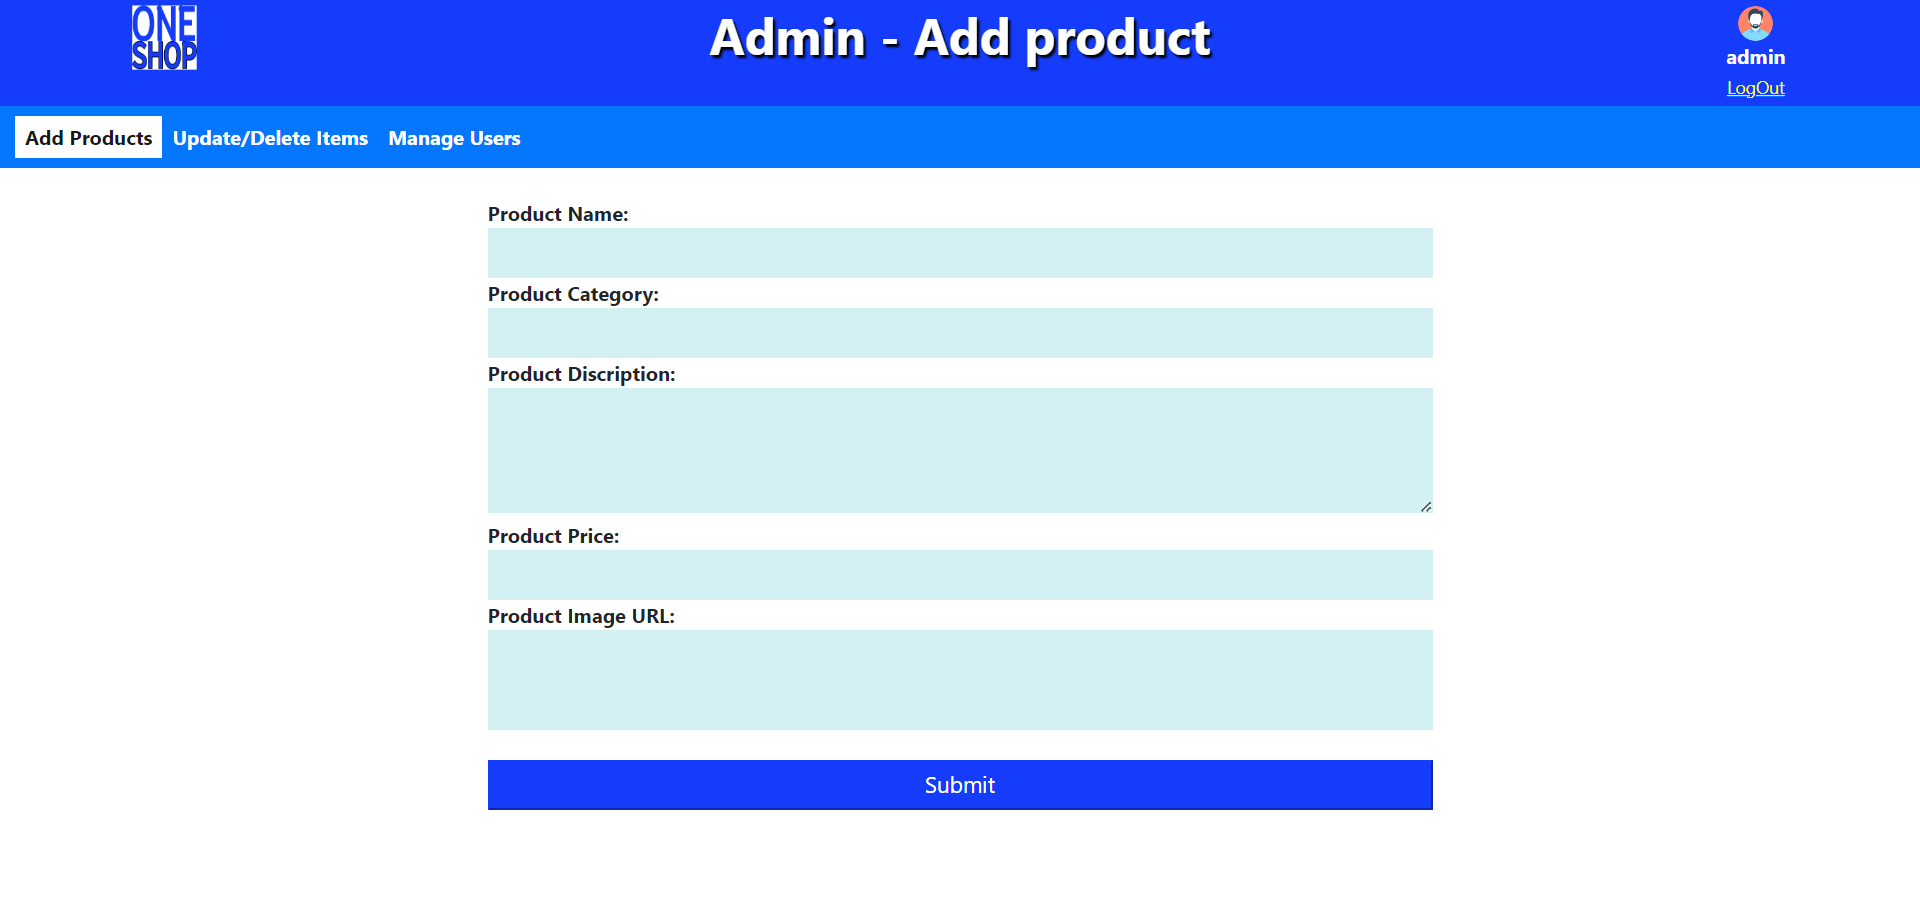 ONE
SHOP
Admin - Add product
admin
LogOut
Add Products Update/Delete Items Manage Users
Product Name:
Product Category:
Product Discription:
Product Price:
Product Image URL:
Submit